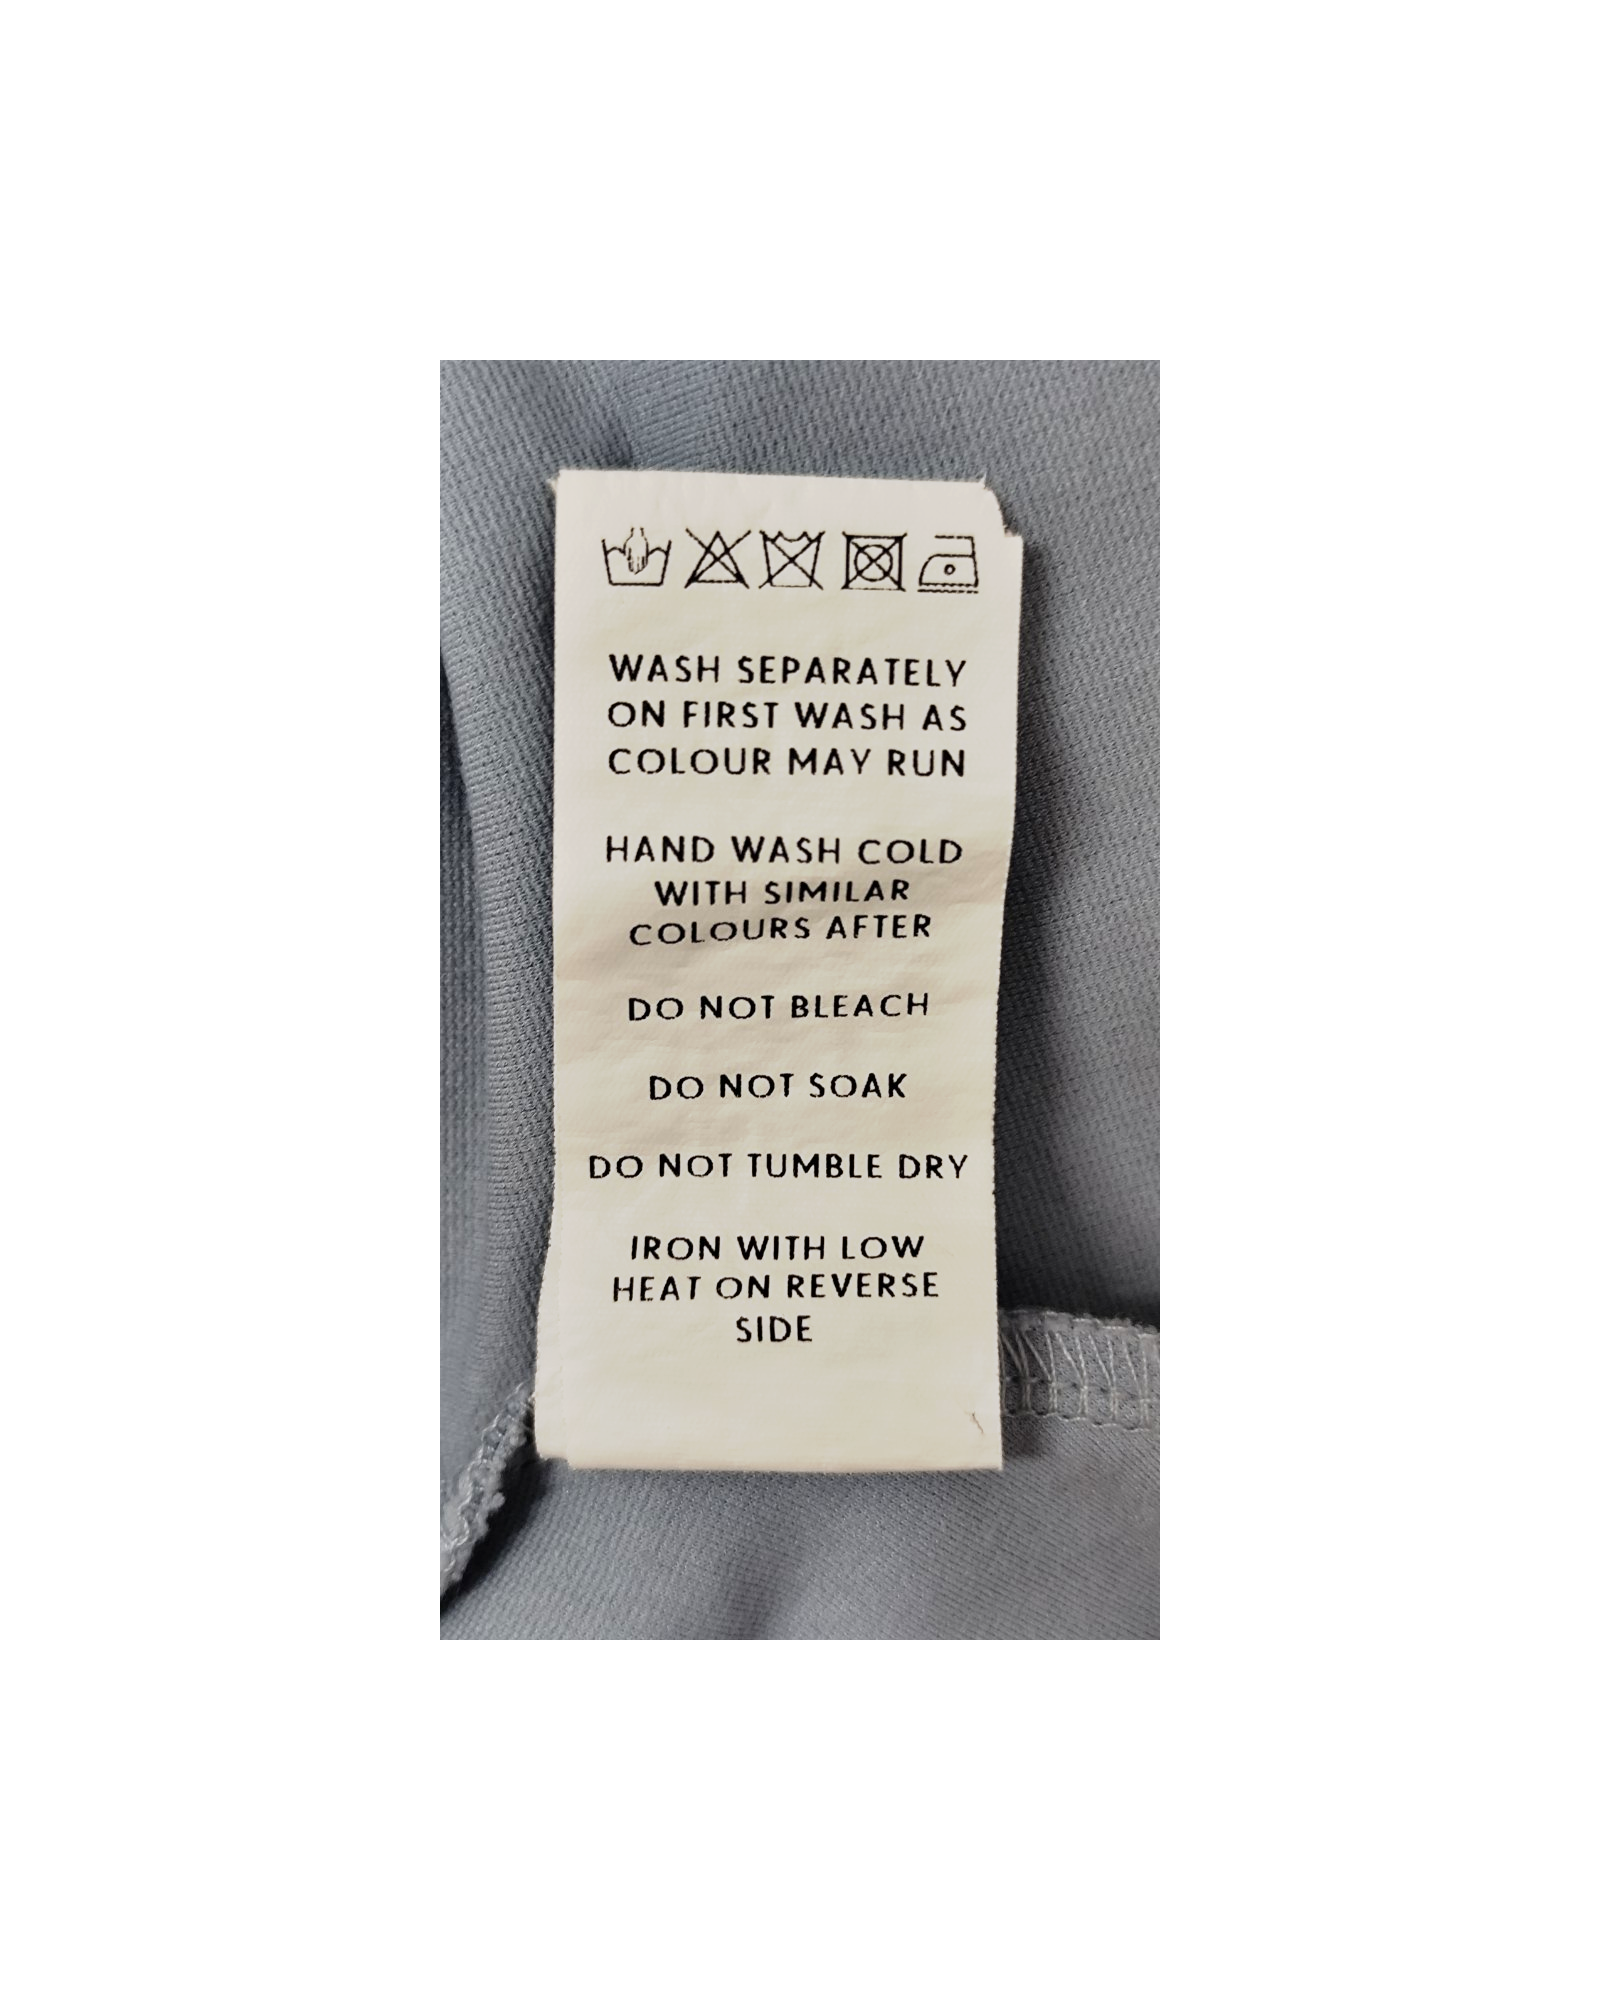 WASH SEPARATELY
ON FIRST WASH AS
COLOUR MAY RUN
HAND WASH COLD
WITH SIMILAR
COLOURS AFTER
DO NOT BLEACH
DO NOT SOAK
DO NOT TUMBLE DRY
IRON WITH LOW
HEAT ON REVERSE
SIDE